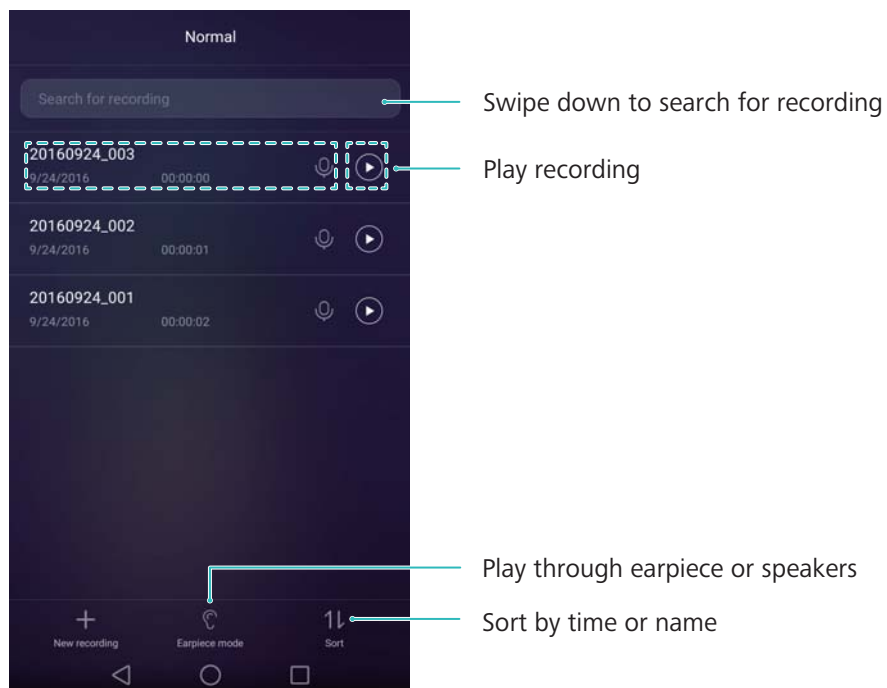 Normal
Search for recording
Swipe down to search for recording
20160924_003
9/24/2016 00:00:00
Play recording
20160924_002
9/24/2016 00:00:01
20160924_001
9/24/2016 00:00:02
Play through earpiece or speakers
Sort by time or name
New recording
Earpiece mode
Sort